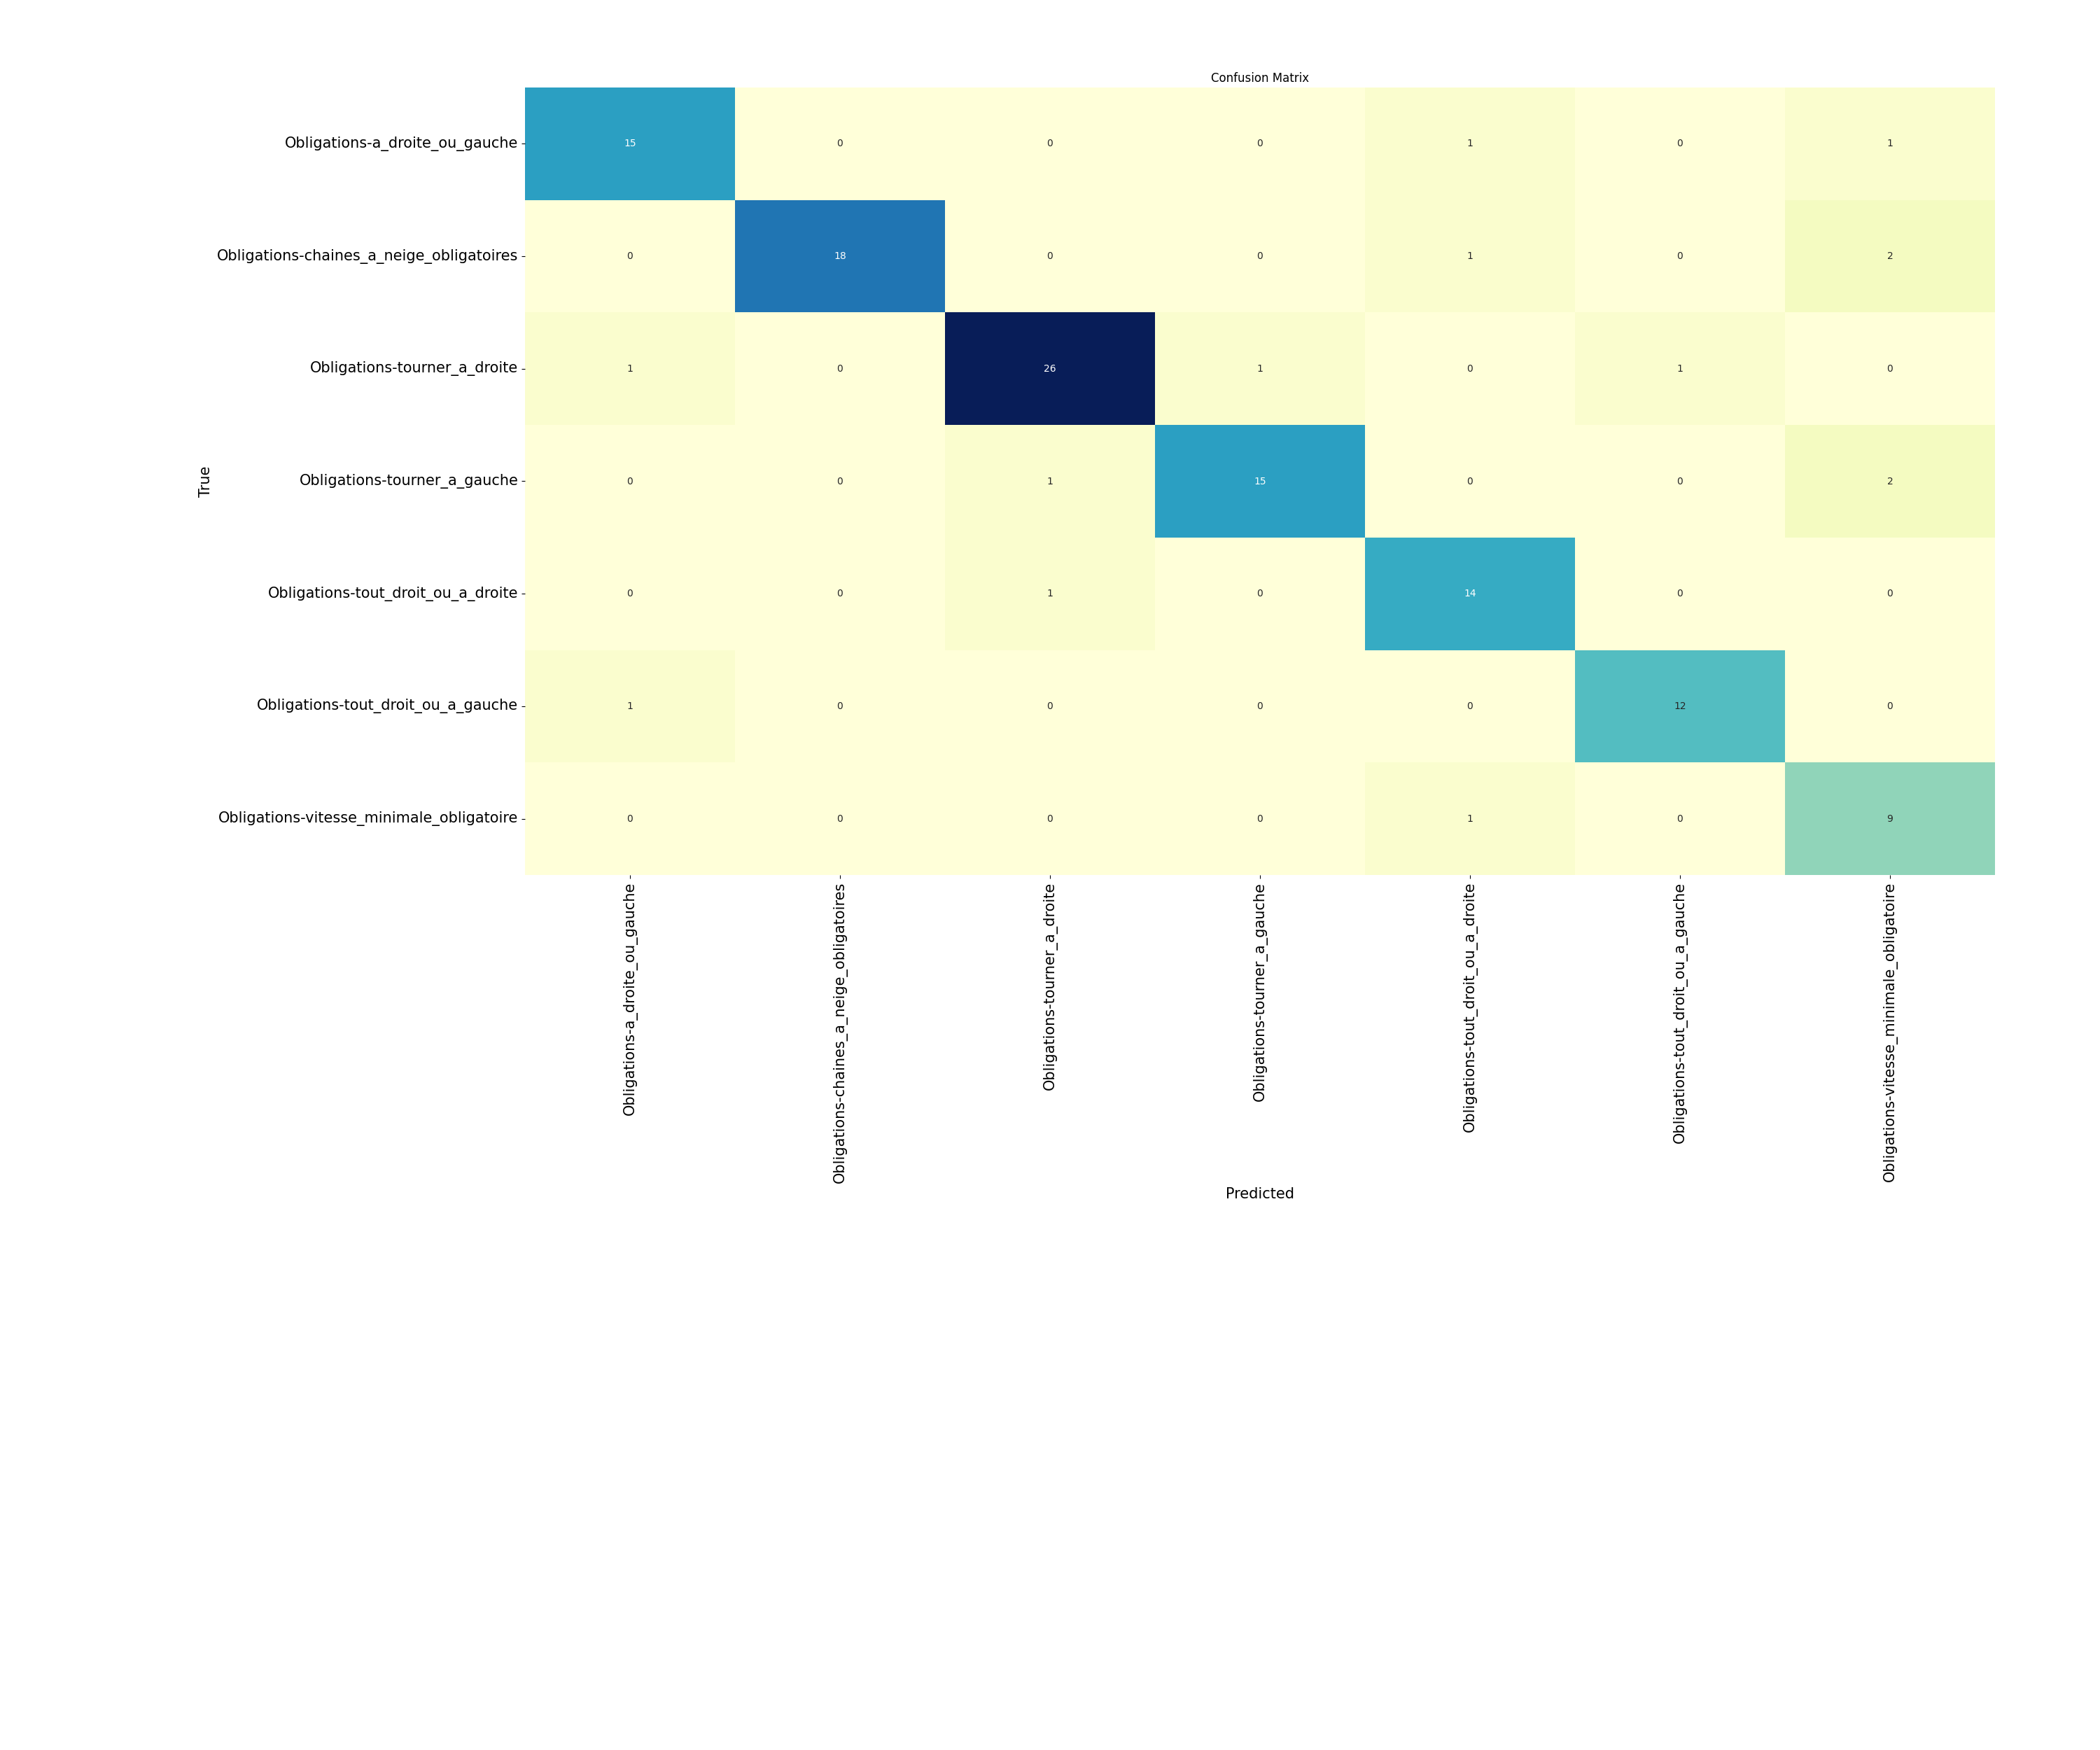 Confusion Matrix
Obligations-a_droite_ou_gauche 15 0 0 0 1 0 1
Obligations-chaines_a_neige_obligatoires 0 18 0 0 1 0 2
Obligations-tourner_a_droite 1 0 26 1 0 1 0
True
Obligations-tourner_a_gauche 0 0 1 15 0 0 2
Obligations-tout_droit_ou_a_droite 0 0 1 0 14 0 0
Obligations-tout_droit_ou_a_gauche 1 0 0 0 0 12 0
Obligations-vitesse_minimale_obligatoire 0 0 0 0 1 0 9
Obligations-a_droite_ou_gauche
Obligations-chaines_a_neige_obligatoires
Obligations-tourner_a_droite
Obligations-tourner_a_gauche
Obligations-tout_droit_ou_a_droite
Obligations-tout_droit_ou_a_gauche
Obligations-vitesse_minimale_obligatoire
Predicted